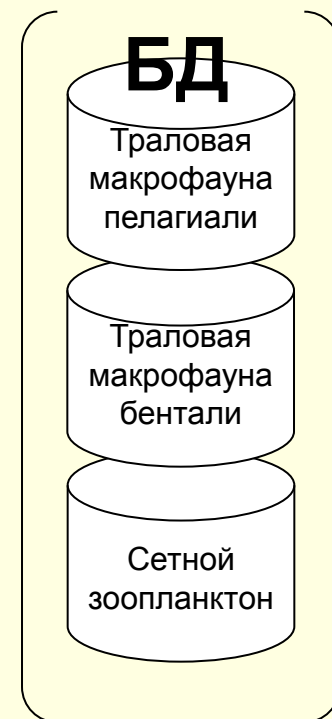 БД
Траловая
макрофауна
пелагиали
Траловая
макрофауна
бентали
Сетной
зоопланктон